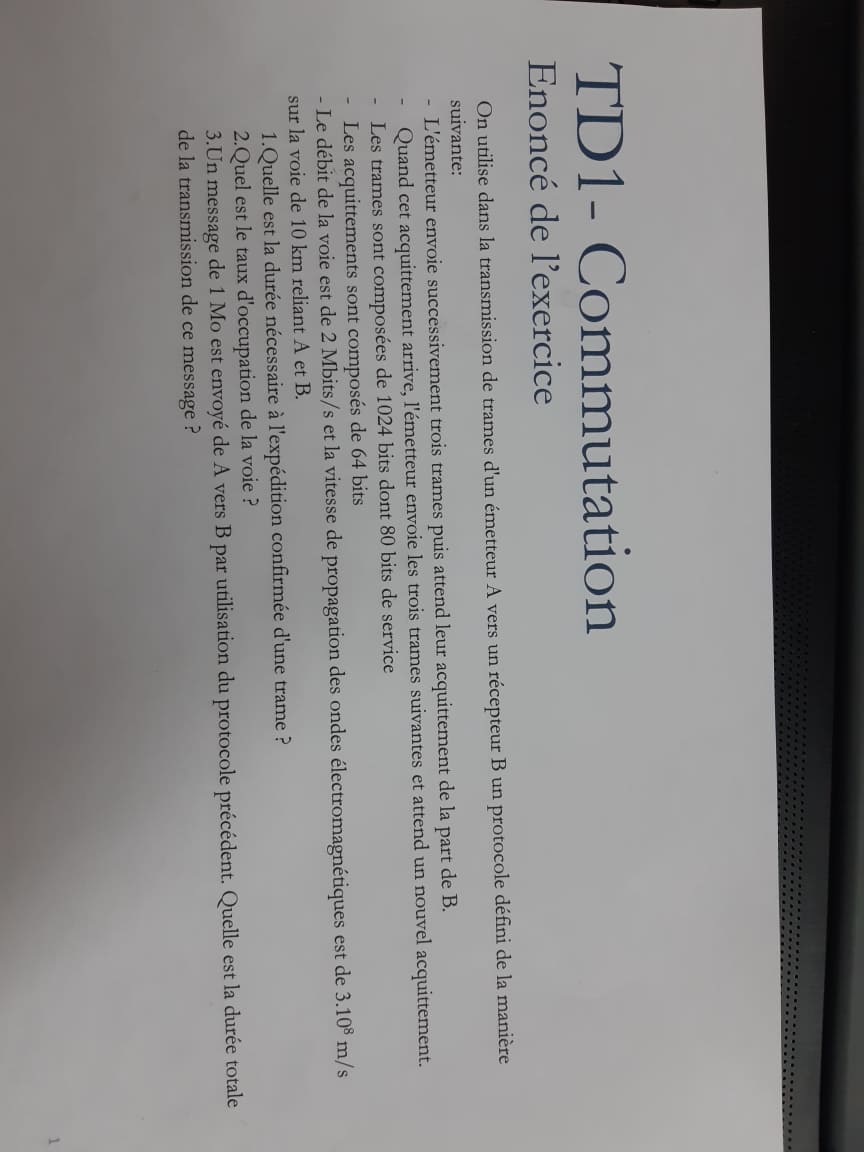 TD1- Commutation
Enoncé de l'exercice
On utilise dans la transmission de trames d'un émetteur A vers un récepteur B un protocole défini de la manière
suivante:
- L'émetteur envoie successivement trois trames puis attend leur acquittement de la part de B.
- Quand cet acquittement arrive, l'émetteur envoie les trois trames suivantes et attend un nouvel acquittement.
- Les trames sont composées de 1024 bits dont 80 bits de service
- Les acquittements sont composés de 64 bits
- Le débit de la voie est de 2 Mbits/s et la vitesse de propagation des ondes électromagnétiques est de 3.10⁸ m/s
sur la voie de 10 km reliant A et B.
1.Quelle est la durée nécessaire à l'expédition confirmée d'une trame ?
2.Quel est le taux d'occupation de la voie ?
3.Un message de 1 Mo est envoyé de A vers B par utilisation du protocole précédent. Quelle est la durée totale
de la transmission de ce message ?
1